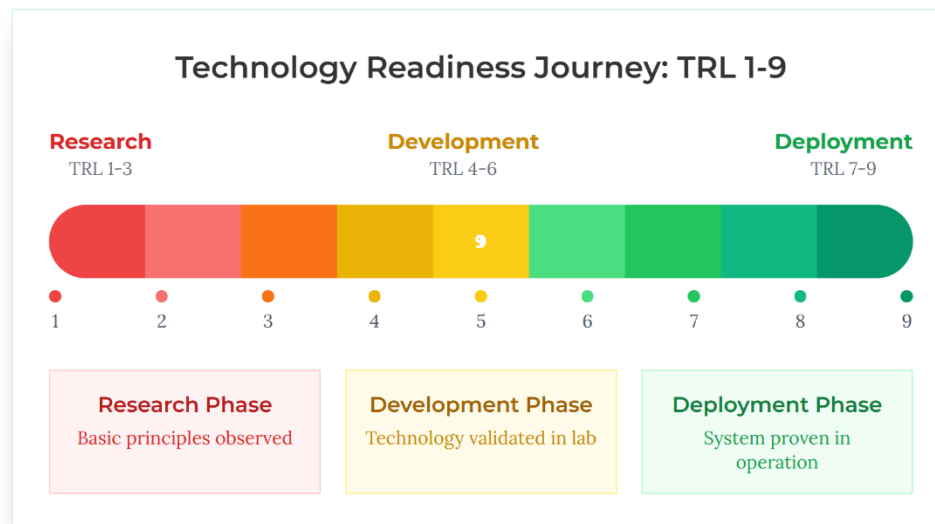 Technology Readiness Journey: TRL 1-9
Research
TRL 1-3
Development
TRL 4-6
Deployment
TRL 7-9
9
1
2
3
4
5
6
7
8
9
Research Phase
Basic principles observed
Development Phase
Technology validated in lab
Deployment Phase
System proven in
operation